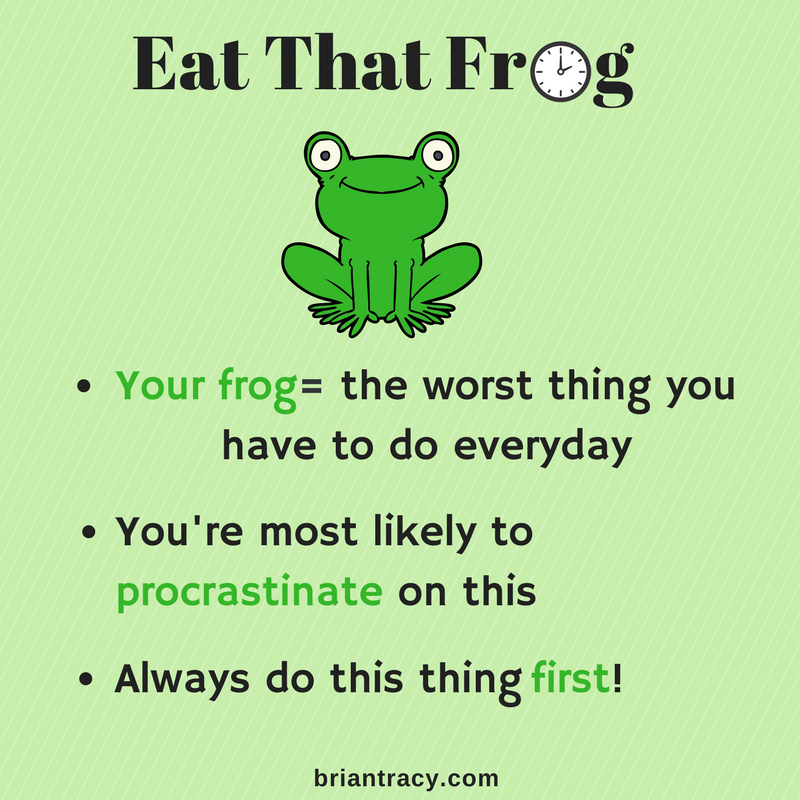 Eat That Frog
• Your frog= the worst thing you
have to do everyday
• You're most likely to
procrastinate on this
• Always do this thing first!
briantracy.com